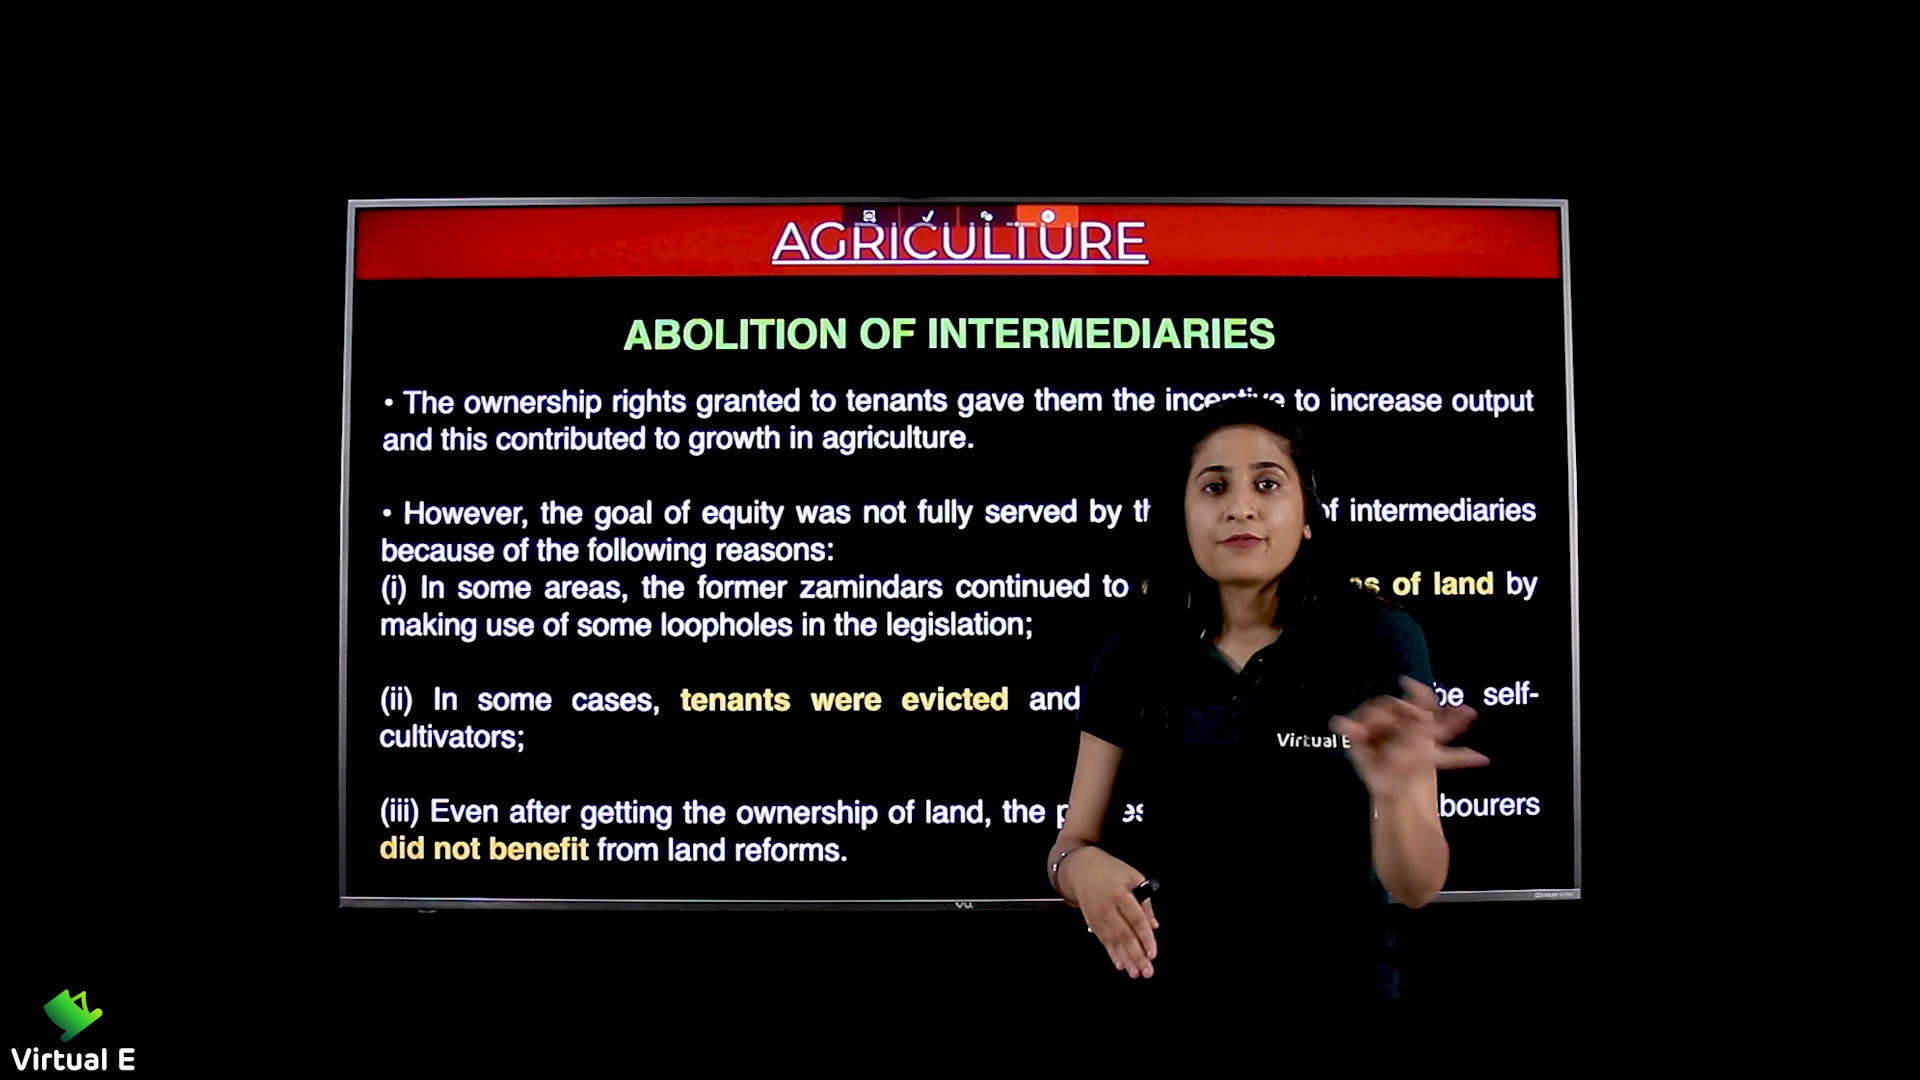 AGRICULTURE
ABOLITION OF INTERMEDIARIES
• The ownership rights granted to tenants gave them the incentive to increase output
and this contributed to growth in agriculture.
• However, the goal of equity was not fully served by of intermediaries
because of the following reasons:
(i) In some areas, the former zamindars continued to of land by
making use of some loopholes in the legislation;
(ii) In some cases, tenants were evicted and be self-
cultivators;
(iii) Even after getting the ownership of land, the
did not benefit from land reforms.
Virtual E
Virtual E